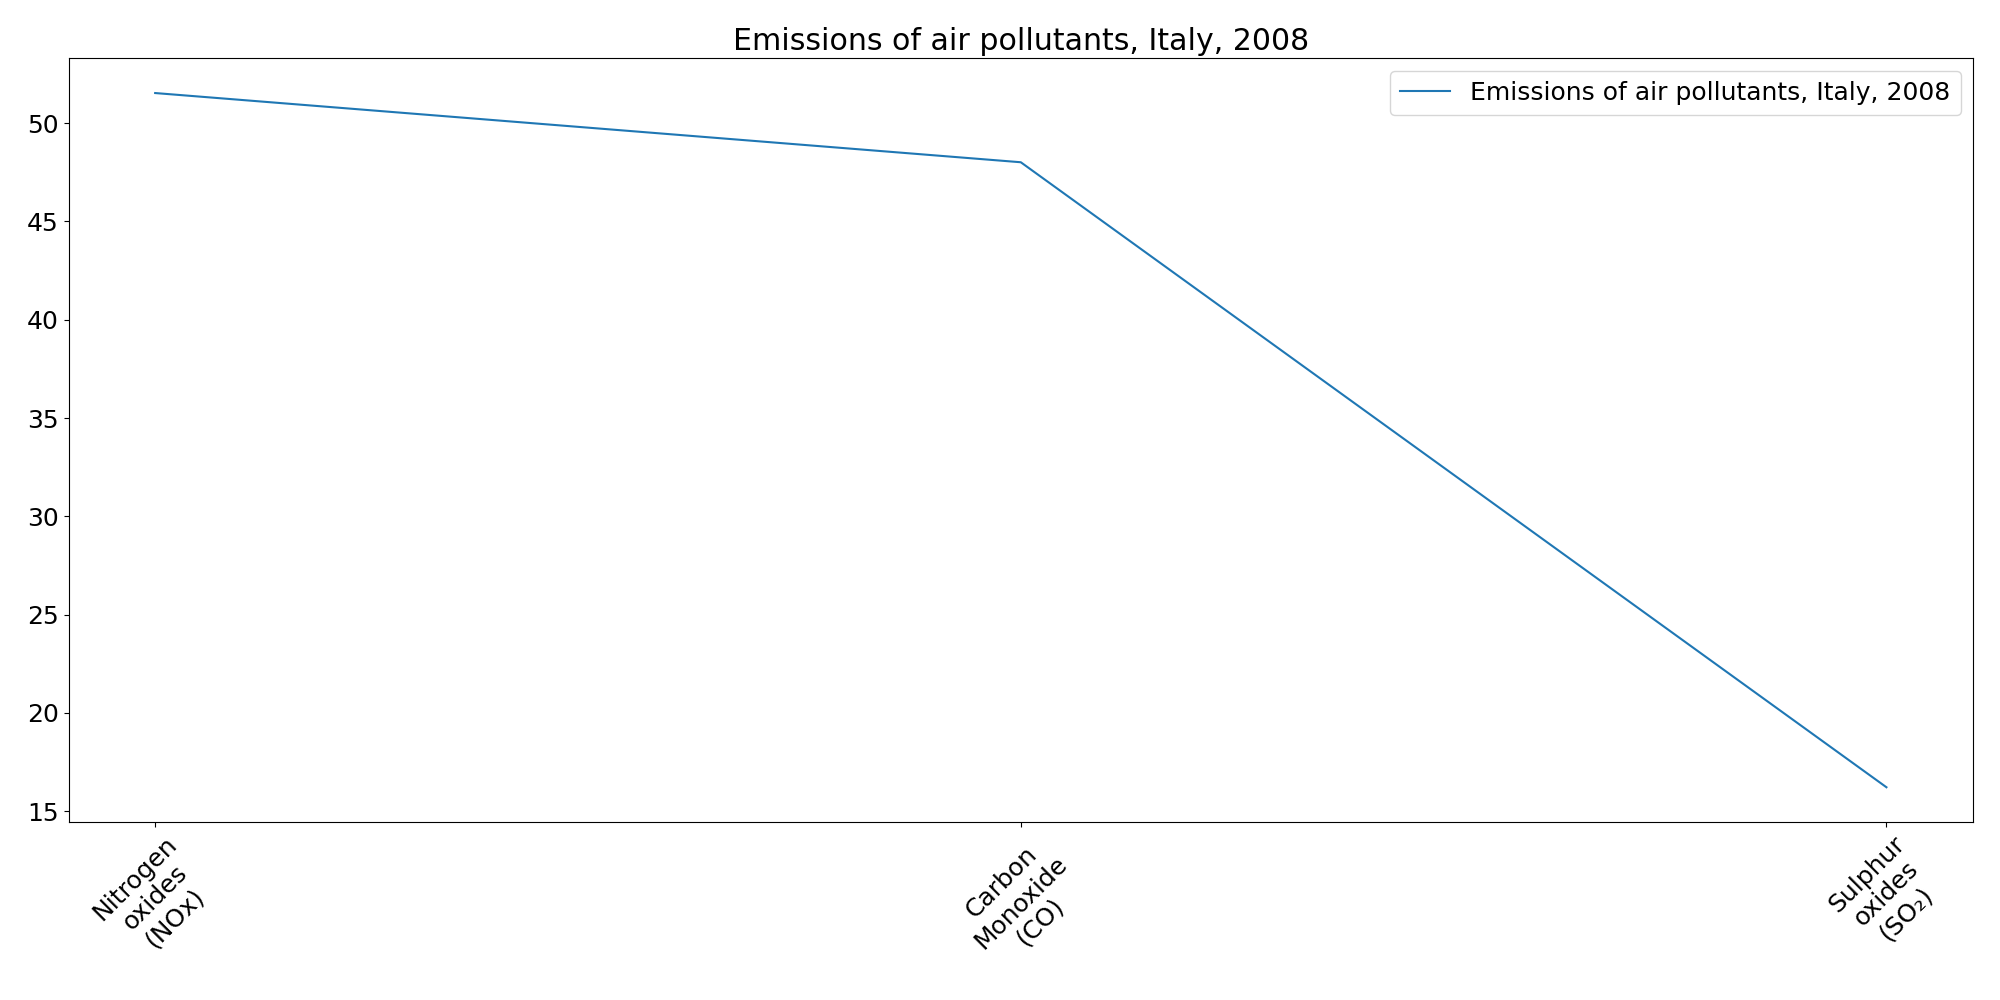 Emissions of air pollutants, Italy, 2008
Emissions of air pollutants, Italy, 2008
50
45
40
35
30
25
20
15
Nitrogen
oxides
(NOx)
Carbon
Monoxide
(CO)
Sulphur
oxides
(SO₂)